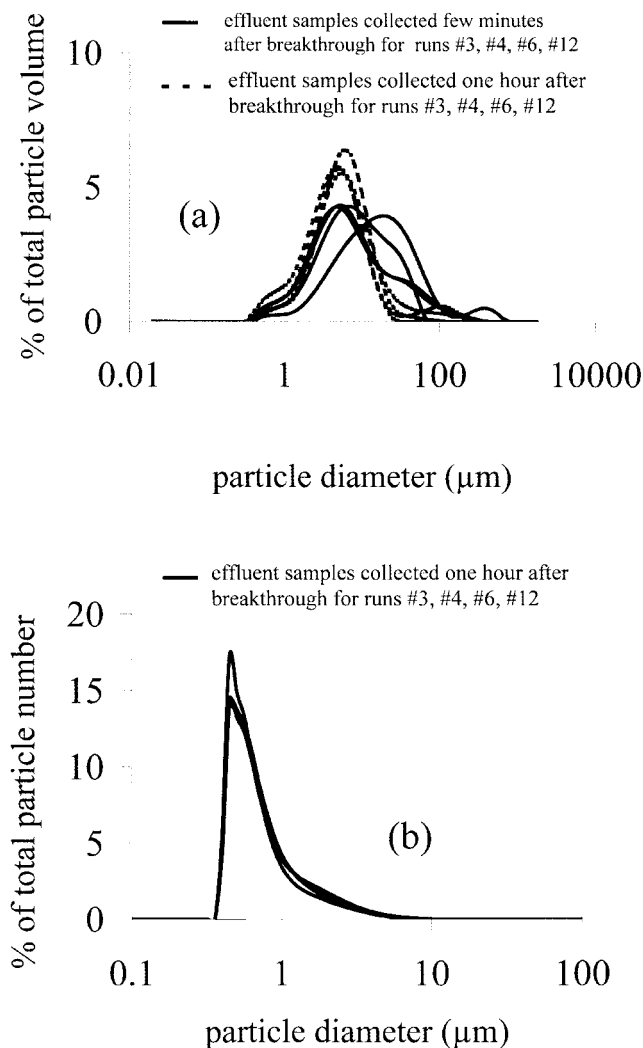 effluent samples collected few minutes
after breakthrough for runs #3, #4, #6, #12
effluent samples collected one hour after
breakthrough for runs #3, #4, #6, #12
% of total particle volume
10
5
0
(a)
0.01 1 100 10000
particle diameter (µm)
effluent samples collected one hour after
breakthrough for runs #3, #4, #6, #12
% of total particle number
20
15
10
5
0
(b)
0.1 1 10 100
particle diameter (µm)